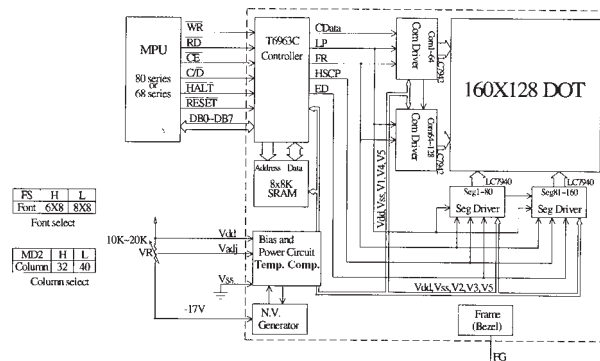 MPU
80 series
or
68 series
WR
RD
CE
C/D
HALT
RESET
DB0~DB7
T6963C
Controller
CData
LP
FR
HSCP
ED
Address Data
8x8K
SRAM
Com Driver
Com1~64
LC7942
Com Driver
Com64~128
LC7942
160X128 DOT
LC7940
Seg1~80
Seg Driver
LC7940
Seg81~160
Seg Driver
Vdd,Vss,V1,V4,V5
Vdd,Vss,V2,V3,V5
FS H L
Font 6X8 8X8
Font select
MD2 H L
Column 32 40
Column select
10K~20K
VR
Vdd
Vadj
Vss
-17V
Bias and
Power Circuit
Temp. Comp.
N.V.
Generator
Frame
(Bezel)
FG